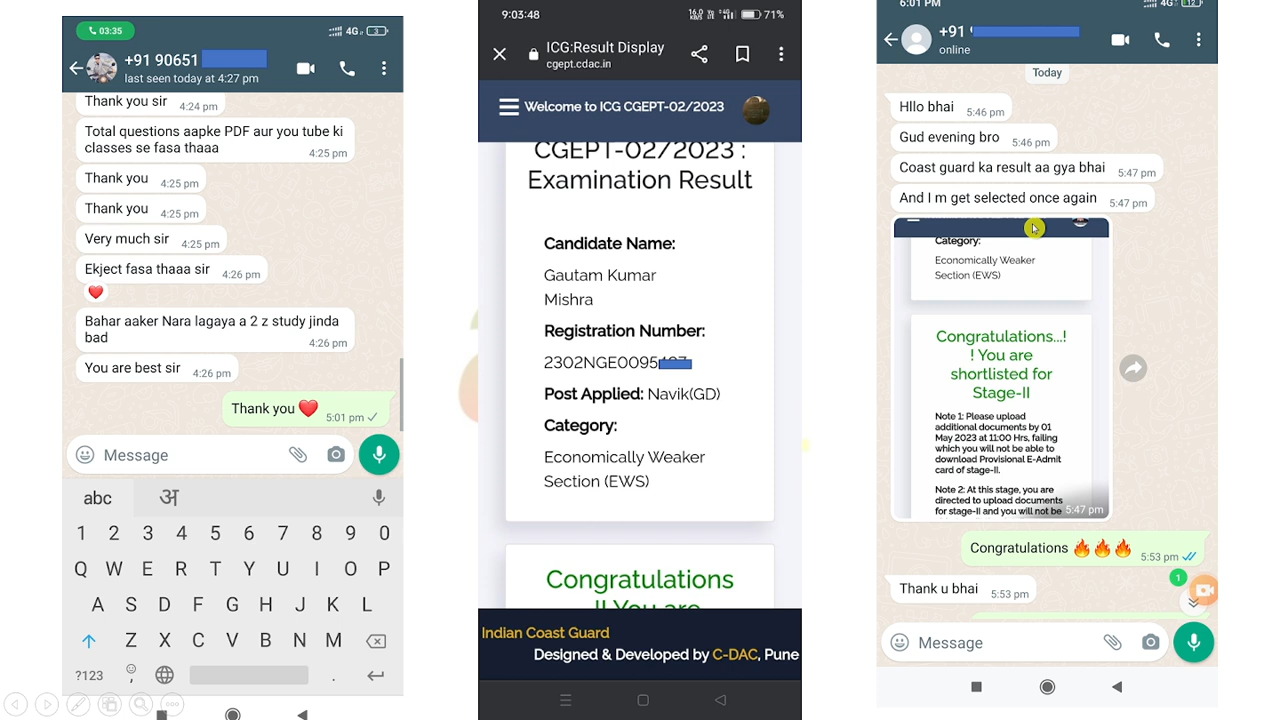 03:35
4G
3
+91 90651
last seen today at 4:27 pm
Thank you sir 4:24 pm
Total questions aapke PDF aur you tube ki
classes se fasa thaaa
4:25 pm
Thank you 4:25 pm
Thank you 4:25 pm
Very much sir 4:25 pm
Ekject fasa thaaa sir 4:26 pm
Bahar aaker Nara lagaya a 2 z study jinda
bad
4:26 pm
You are best sir 4:26 pm
Thank you 5:01 pm
Message
abc अ
1 2 3 4 5 6 7 8 9 0
Q W E R T Y U I O P
A S D F G H J K L
Z X C V B N M
?123 , .
9:03:48
16.0 KB/S
71%
ICG:Result Display
cgept.cdac.in
Welcome to ICG CGEPT-02/2023
CGEPT-02/2023 :
Examination Result
Candidate Name:
Gautam Kumar
Mishra
Registration Number:
2302NGE0095
Post Applied: Navik(GD)
Category:
Economically Weaker
Section (EWS)
Congratulations
!! You are
Indian Coast Guard
Designed & Developed by C-DAC, Pune
6:01 PM
4G
12
+91
online
Today
Hllo bhai 5:46 pm
Gud evening bro 5:46 pm
Coast guard ka result aa gya bhai 5:47 pm
And I m get selected once again 5:47 pm
Category:
Economically Weaker
Section (EWS)
Congratulations...!
! You are
shortlisted for
Stage-II
Note 1: Please upload
additional documents by 01
May 2023 at 11:00 Hrs, failing
which you will not be able to
download Provisional E-Admit
card of stage-II.
Note 2: At this stage, you are
directed to upload documents
for stage-II and you will not be
5:47 pm
Congratulations 5:53 pm
Thank u bhai 5:53 pm
1
Message